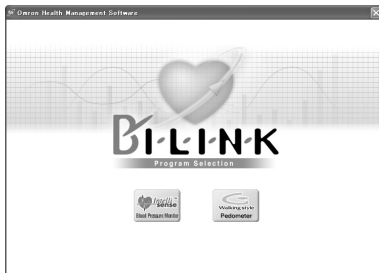 Omron Health Management Software
BI-LINK
Program Selection
intelli
sense
Blood Pressure Monitor
Walking style
Pedometer